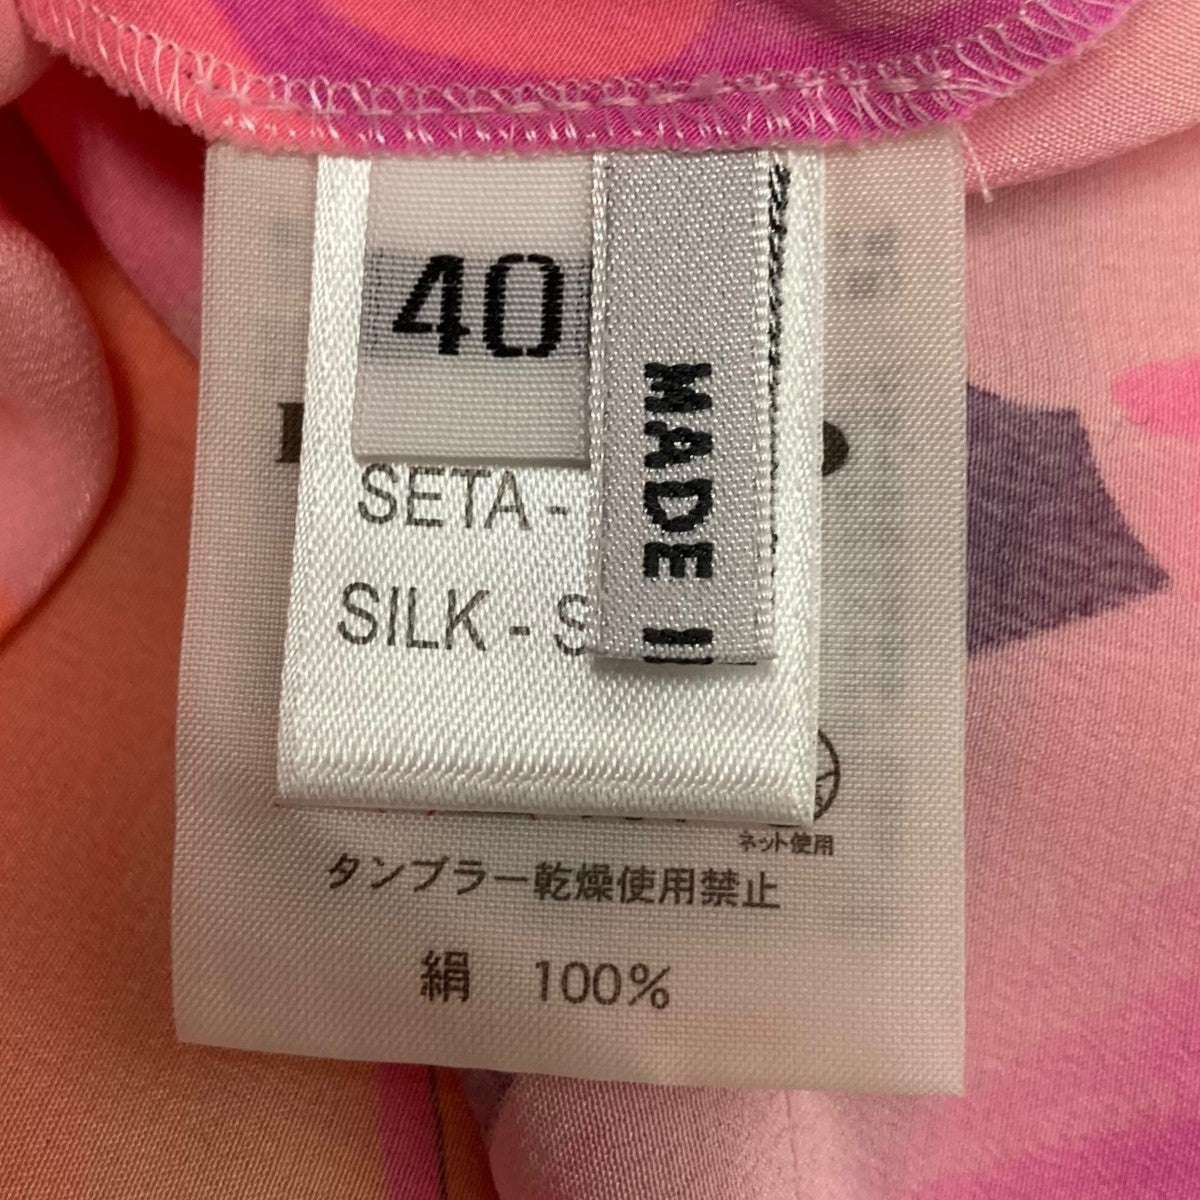 40
MADE
SETA -
SILK - S
ネット使用
タンブラー乾燥使用禁止
絹 100%